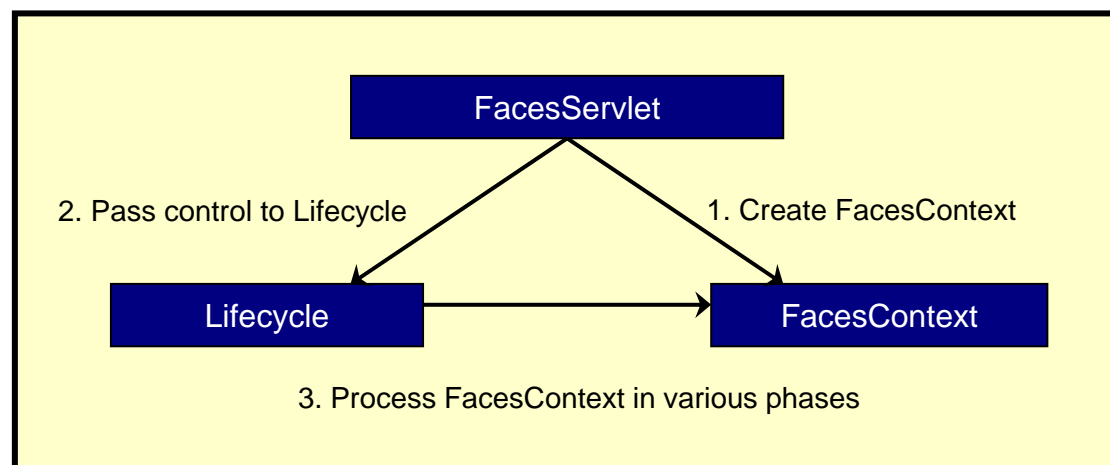 FacesServlet
2. Pass control to Lifecycle
1. Create FacesContext
Lifecycle
FacesContext
3. Process FacesContext in various phases